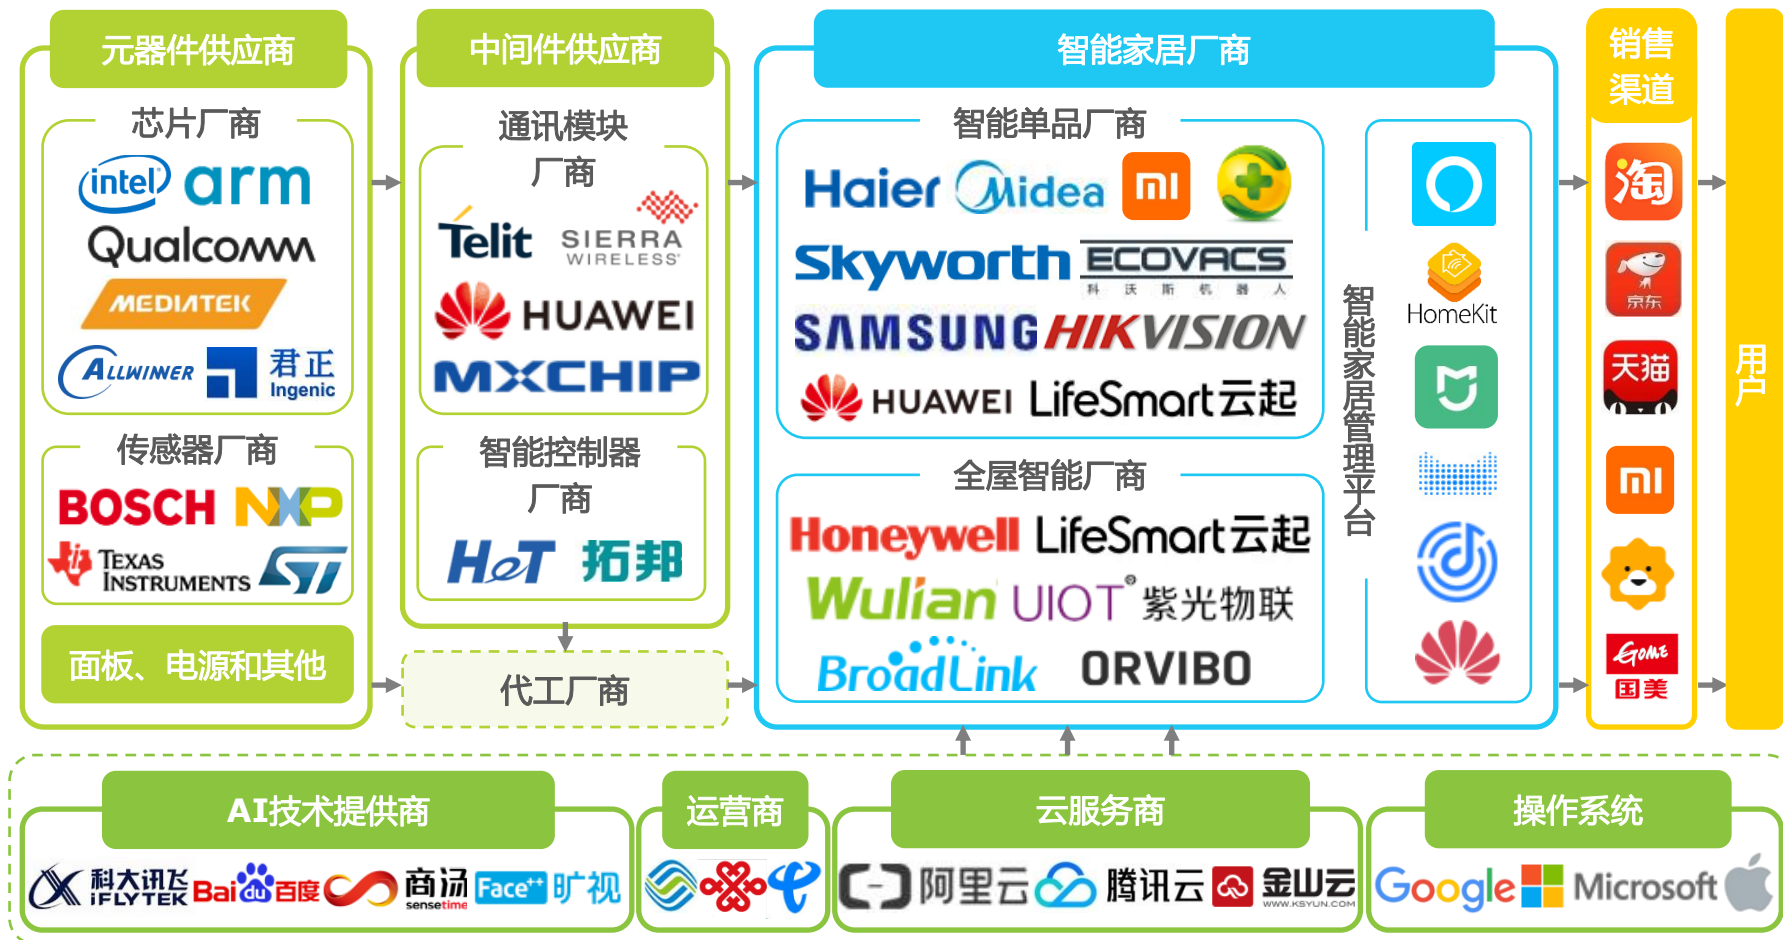 元器件供应商
芯片厂商
intel
arm
Qualcomm
MEDIATEK
ALLWINNER
君正
Ingenic
传感器厂商
BOSCH
NXP
TEXAS
INSTRUMENTS
ST
面板、电源和其他
中间件供应商
通讯模块
厂商
Telit
SIERRA
WIRELESS
HUAWEI
MXCHIP
智能控制器
厂商
HeT
拓邦
代工厂商
智能家居厂商
智能单品厂商
Haier
Midea
MI
Skyworth
ECOVACS
科沃斯机器人
SAMSUNG
HIKVISION
HUAWEI
LifeSmart云起
全屋智能厂商
Honeywell
LifeSmart云起
Wulian
UIOT®紫光物联
BroadLink
ORVIBO
智能家居管理平台
HomeKit
销售
渠道
淘
京东
天猫
MI
GOME
国美
用户
AI技术提供商
科大讯飞
iFLYTEK
Bai du 百度
商汤
sensetime
Face++
旷视
运营商
云服务商
阿里云
腾讯云
金山云
WWW.KSYUN.COM
操作系统
Google
Microsoft